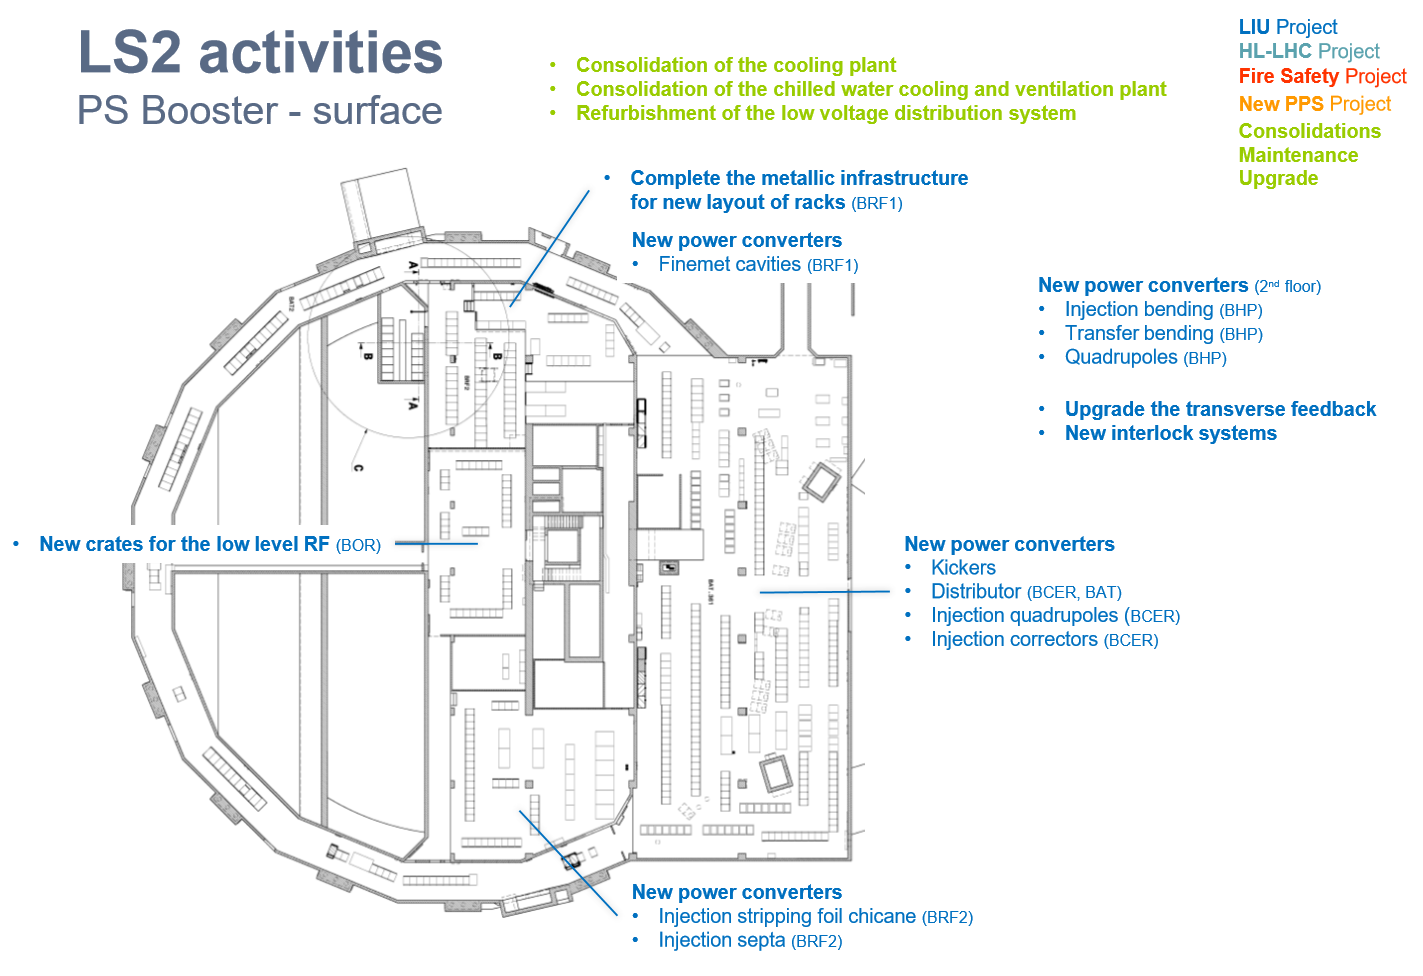 LS2 activities
PS Booster - surface
• Consolidation of the cooling plant
• Consolidation of the chilled water cooling and ventilation plant
• Refurbishment of the low voltage distribution system
LIU Project
HL-LHC Project
Fire Safety Project
New PPS Project
Consolidations
Maintenance
Upgrade
• Complete the metallic infrastructure
for new layout of racks (BRF1)
New power converters
• Finemet cavities (BRF1)
New power converters (2nd floor)
• Injection bending (BHP)
• Transfer bending (BHP)
• Quadrupoles (BHP)
• Upgrade the transverse feedback
• New interlock systems
A
BAT2
B
B
BRF2
A
C
• New crates for the low level RF (BOR)
New power converters
• Kickers
• Distributor (BCER, BAT)
• Injection quadrupoles (BCER)
• Injection correctors (BCER)
BAT. 361
New power converters
• Injection stripping foil chicane (BRF2)
• Injection septa (BRF2)